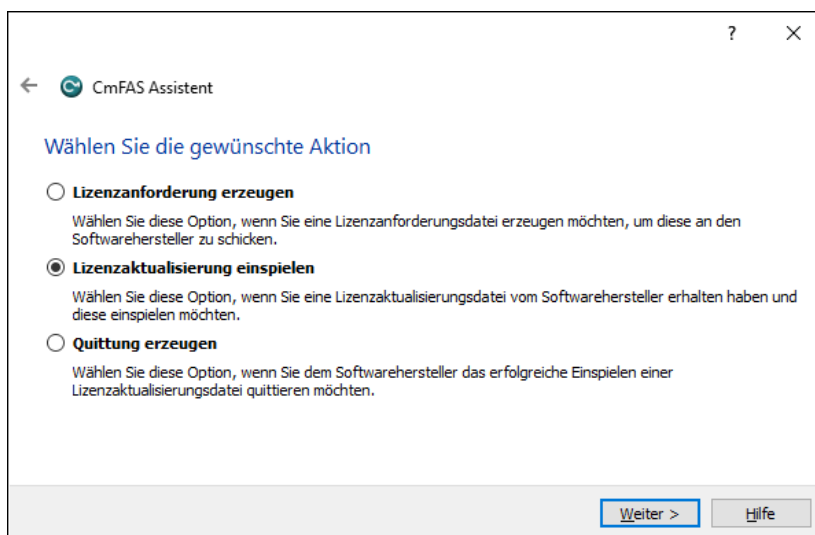 ?
CmFAS Assistent
Wählen Sie die gewünschte Aktion
Lizenzanforderung erzeugen
Wählen Sie diese Option, wenn Sie eine Lizenzanforderungsdatei erzeugen möchten, um diese an den
Softwarehersteller zu schicken.
Lizenzaktualisierung einspielen
Wählen Sie diese Option, wenn Sie eine Lizenzaktualisierungsdatei vom Softwarehersteller erhalten haben und
diese einspielen möchten.
Quittung erzeugen
Wählen Sie diese Option, wenn Sie dem Softwarehersteller das erfolgreiche Einspielen einer
Lizenzaktualisierungsdatei quittieren möchten.
Weiter > Hilfe